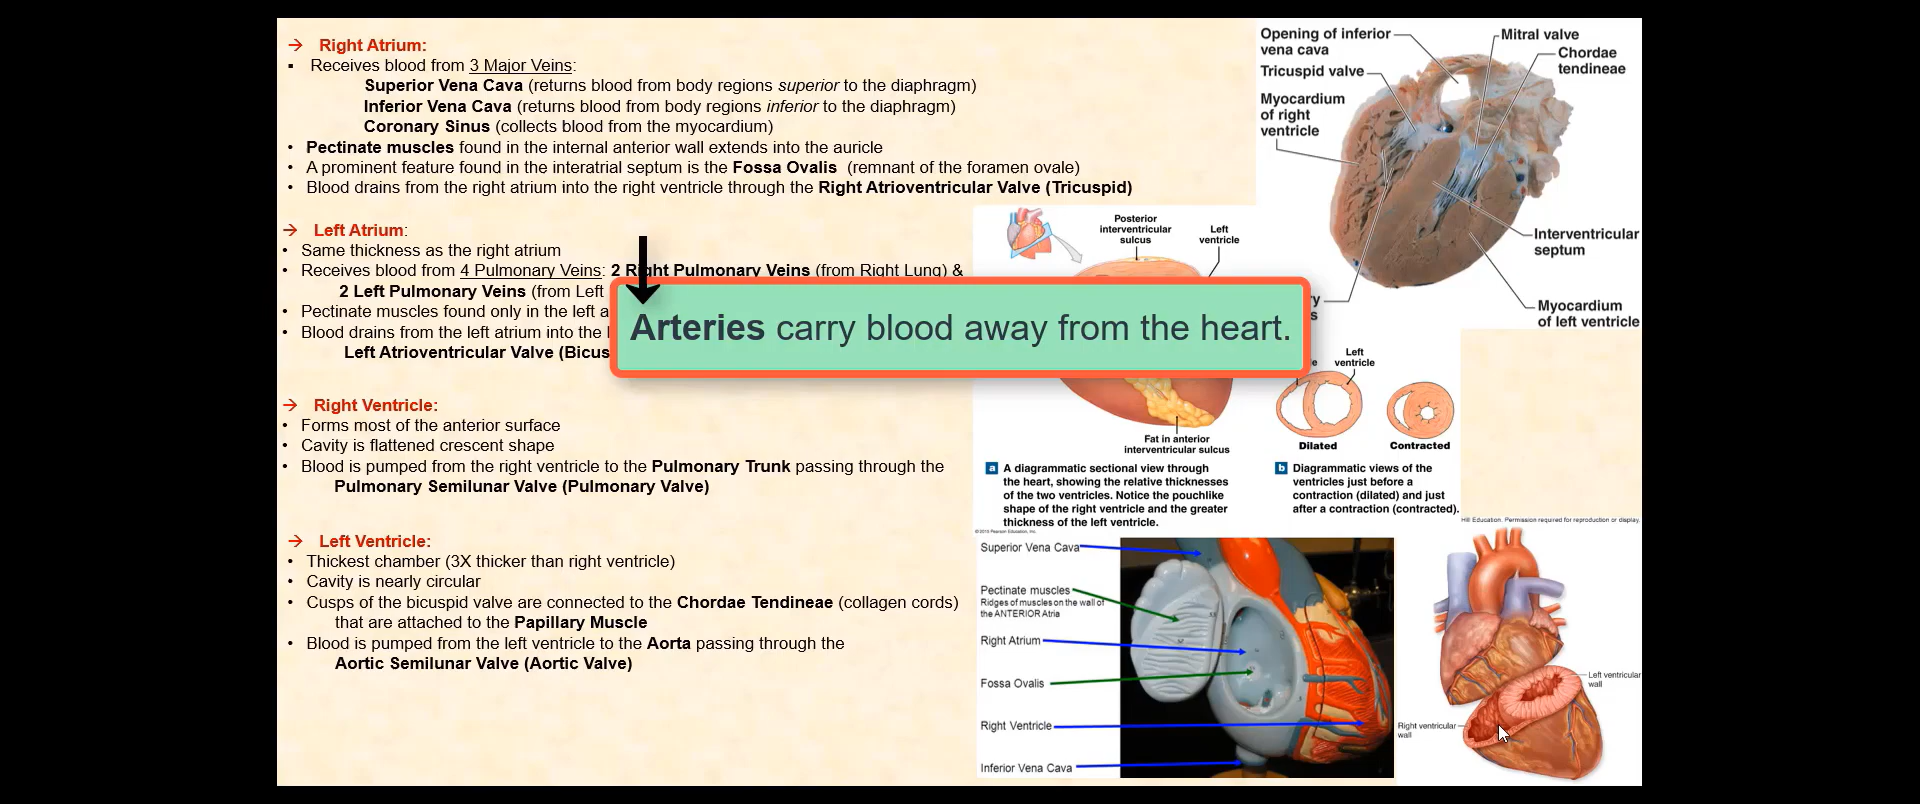 → Right Atrium:
▪ Receives blood from 3 Major Veins:
Superior Vena Cava (returns blood from body regions superior to the diaphragm)
Inferior Vena Cava (returns blood from body regions inferior to the diaphragm)
Coronary Sinus (collects blood from the myocardium)
• Pectinate muscles found in the internal anterior wall extends into the auricle
• A prominent feature found in the interatrial septum is the Fossa Ovalis (remnant of the foramen ovale)
• Blood drains from the right atrium into the right ventricle through the Right Atrioventricular Valve (Tricuspid)
→ Left Atrium:
• Same thickness as the right atrium
• Receives blood from 4 Pulmonary Veins: 2 Right Pulmonary Veins (from Right Lung) &
2 Left Pulmonary Veins (from Left
• Pectinate muscles found only in the left
• Blood drains from the left atrium into the
Left Atrioventricular Valve
Arteries carry blood away from the heart.
→ Right Ventricle:
• Forms most of the anterior surface
• Cavity is flattened crescent shape
• Blood is pumped from the right ventricle to the Pulmonary Trunk passing through the
Pulmonary Semilunar Valve (Pulmonary Valve)
→ Left Ventricle:
• Thickest chamber (3X thicker than right ventricle)
• Cavity is nearly circular
• Cusps of the bicuspid valve are connected to the Chordae Tendineae (collagen cords)
that are attached to the Papillary Muscle
• Blood is pumped from the left ventricle to the Aorta passing through the
Aortic Semilunar Valve (Aortic Valve)
Opening of inferior
vena cava
Tricuspid valve
Myocardium
of right
ventricle
Mitral valve
Chordae
tendineae
Interventricular
septum
Myocardium
of left ventricle
Posterior
interventricular
sulcus
Left
ventricle
Fat in anterior
interventricular sulcus
Left
ventricle
Dilated
Contracted
a A diagrammatic sectional view through
the heart, showing the relative thicknesses
of the two ventricles. Notice the pouchlike
shape of the right ventricle and the greater
thickness of the left ventricle.
© 2010 Pearson Education, Inc.
b Diagrammatic views of the
ventricles just before a
contraction (dilated) and just
after a contraction (contracted).
Hill Education. Permission required for reproduction or display.
Superior Vena Cava
Pectinate muscles
Ridges of muscles on the wall of
the ANTERIOR Atria
Right Atrium
Fossa Ovalis
Right Ventricle
Inferior Vena Cava
Left ventricular
wall
Right ventricular
wall